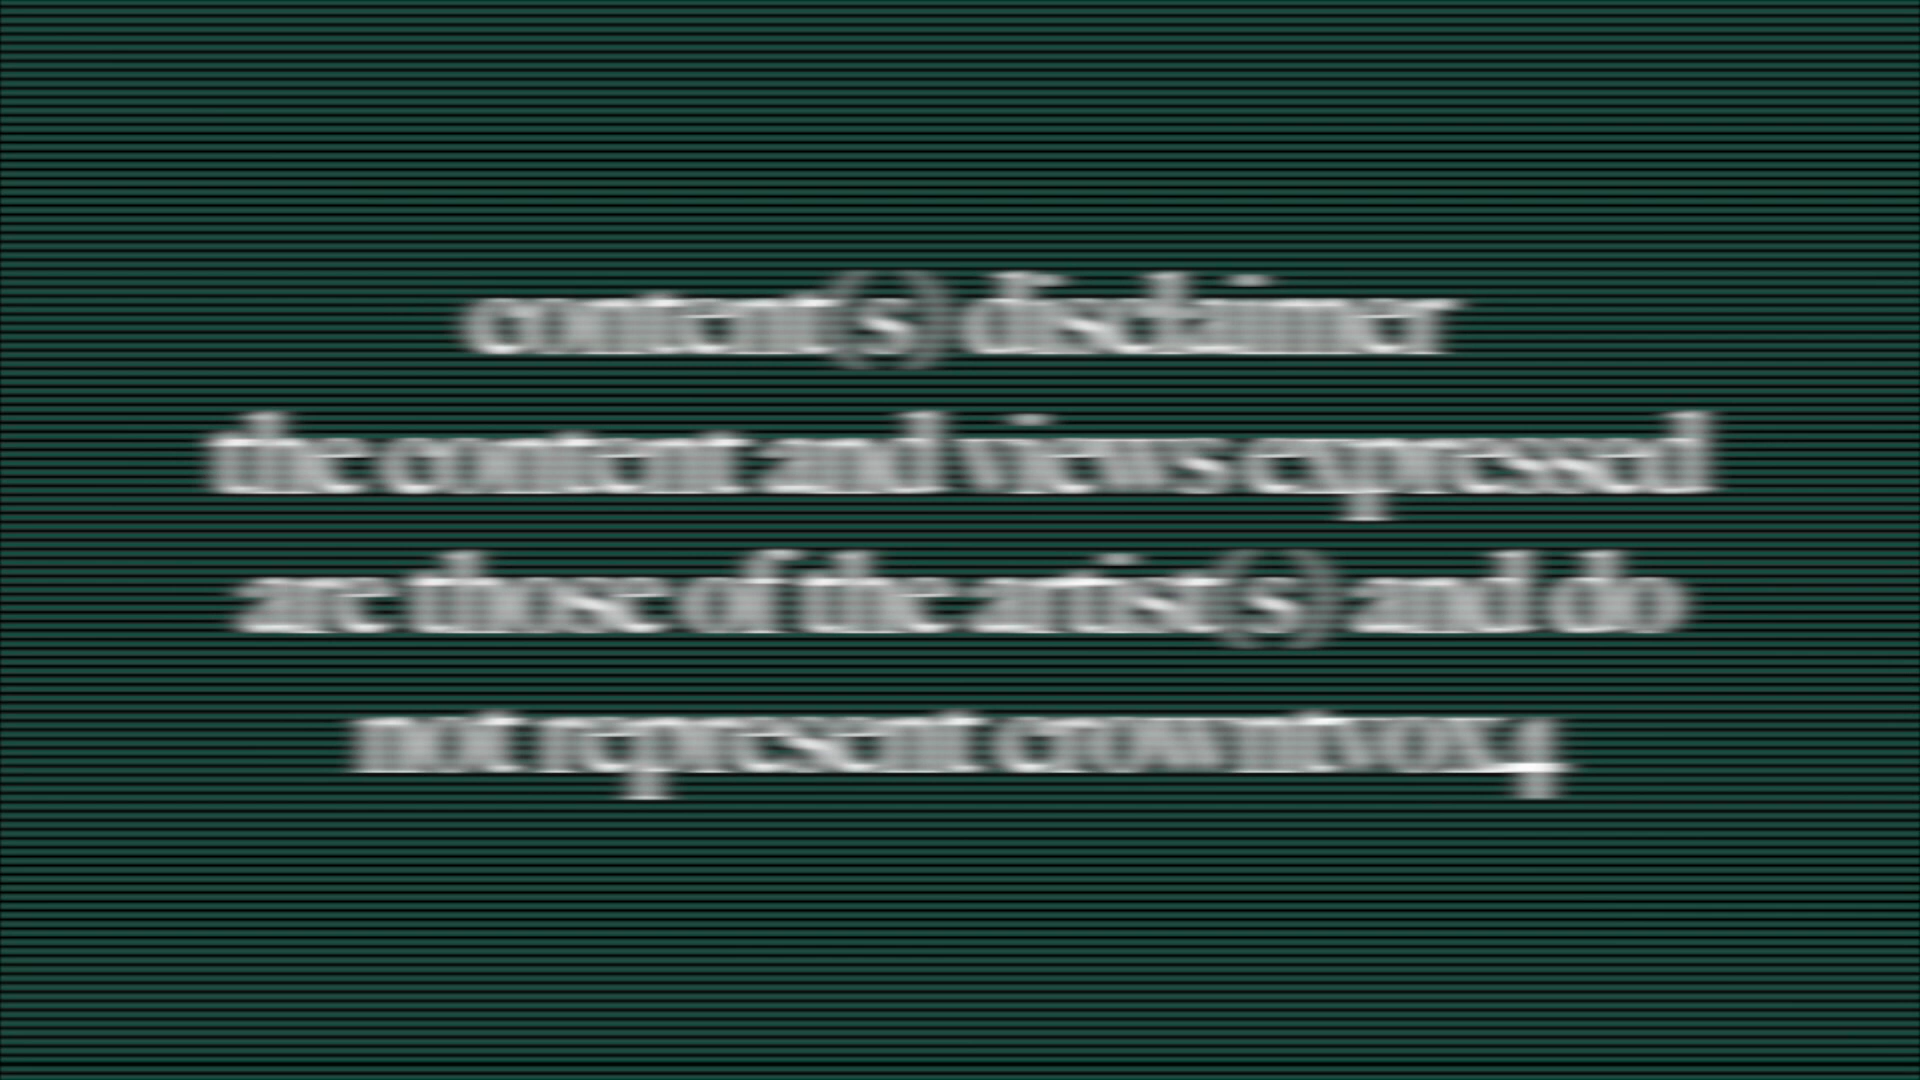 content(s) disclaimer
the content and views expressed
are those of the artist(s) and do
not represent